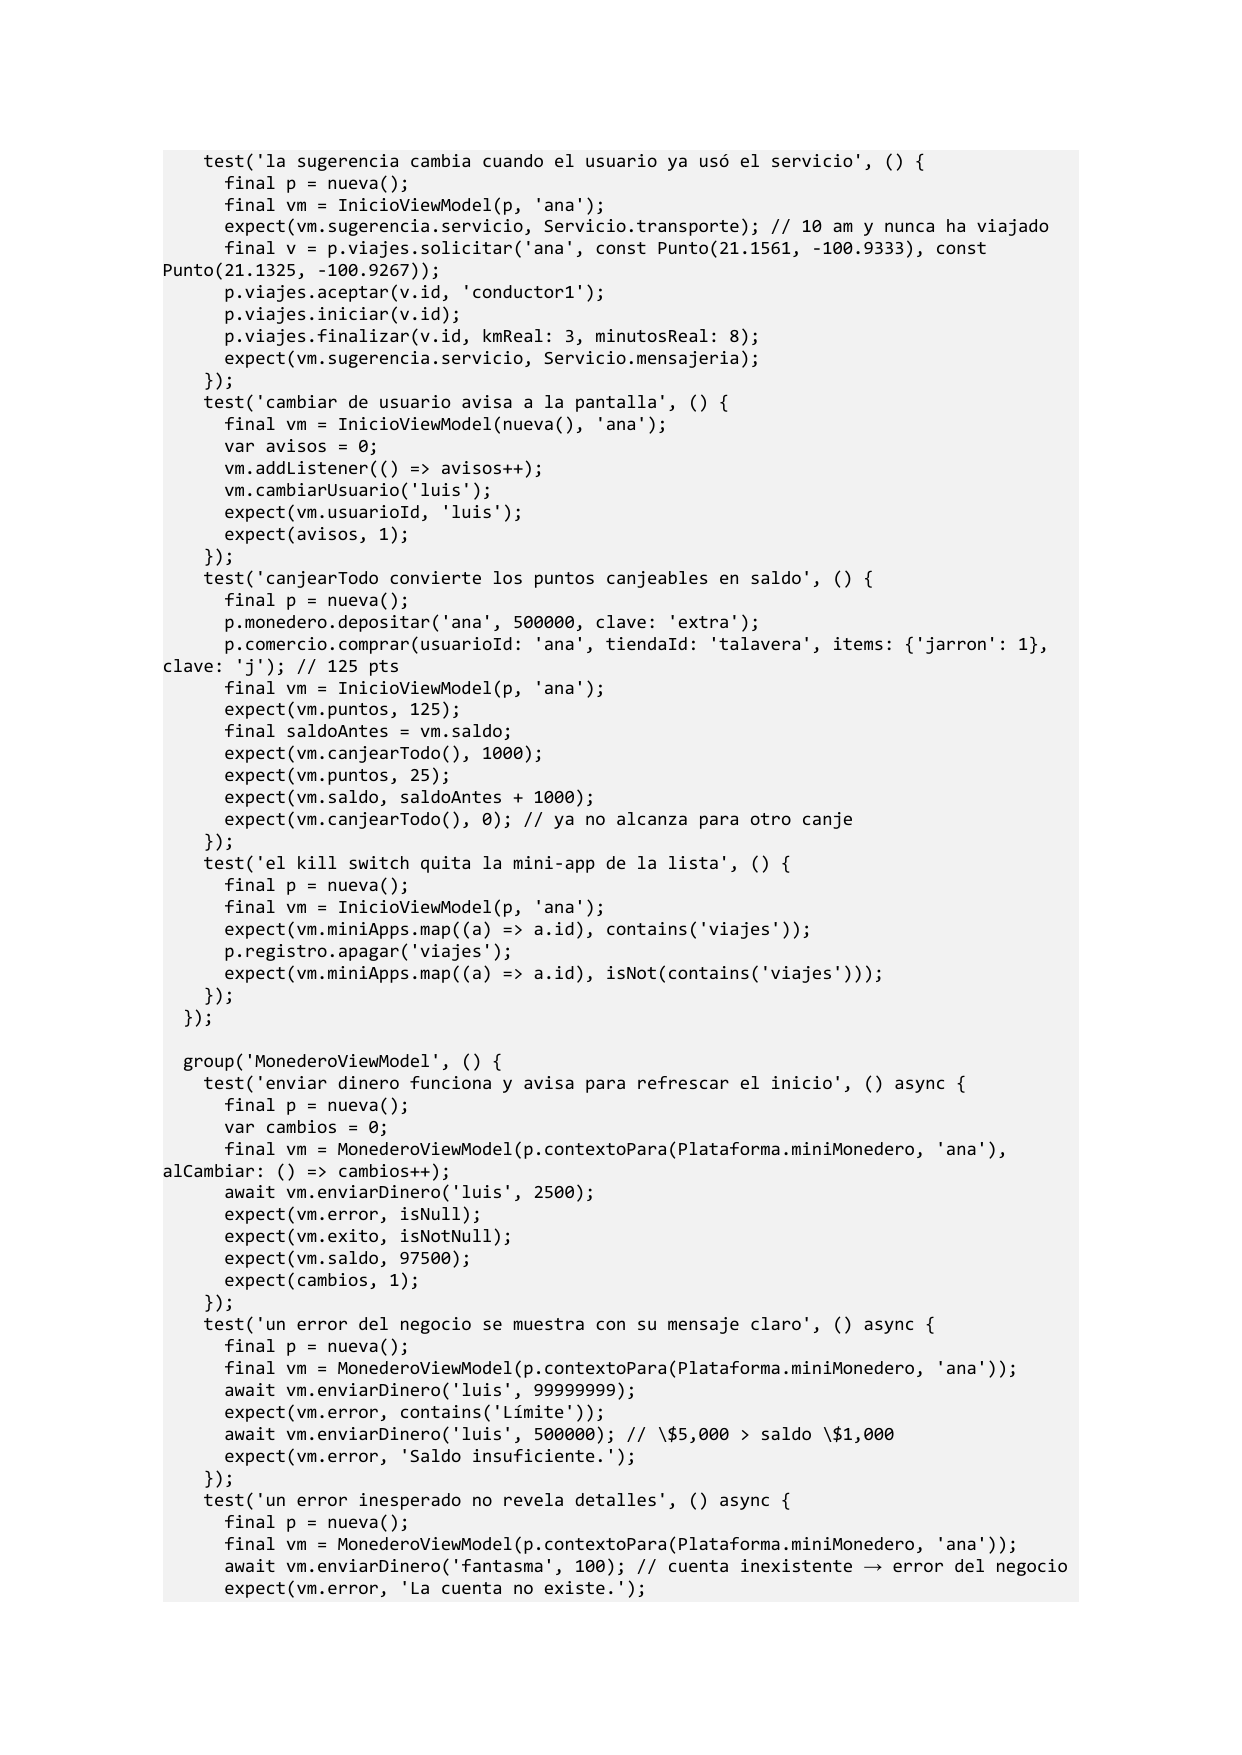 test('la sugerencia cambia cuando el usuario ya usó el servicio', () {
      final p = nueva();
      final vm = InicioViewModel(p, 'ana');
      expect(vm.sugerencia.servicio, Servicio.transporte); // 10 am y nunca ha viajado
      final v = p.viajes.solicitar('ana', const Punto(21.1561, -100.9333), const
Punto(21.1325, -100.9267));
      p.viajes.aceptar(v.id, 'conductor1');
      p.viajes.iniciar(v.id);
      p.viajes.finalizar(v.id, kmReal: 3, minutosReal: 8);
      expect(vm.sugerencia.servicio, Servicio.mensajeria);
    });
    test('cambiar de usuario avisa a la pantalla', () {
      final vm = InicioViewModel(nueva(), 'ana');
      var avisos = 0;
      vm.addListener(() => avisos++);
      vm.cambiarUsuario('luis');
      expect(vm.usuarioId, 'luis');
      expect(avisos, 1);
    });
    test('canjearTodo convierte los puntos canjeables en saldo', () {
      final p = nueva();
      p.monedero.depositar('ana', 500000, clave: 'extra');
      p.comercio.comprar(usuarioId: 'ana', tiendaId: 'talavera', items: {'jarron': 1},
clave: 'j'); // 125 pts
      final vm = InicioViewModel(p, 'ana');
      expect(vm.puntos, 125);
      final saldoAntes = vm.saldo;
      expect(vm.canjearTodo(), 1000);
      expect(vm.puntos, 25);
      expect(vm.saldo, saldoAntes + 1000);
      expect(vm.canjearTodo(), 0); // ya no alcanza para otro canje
    });
    test('el kill switch quita la mini-app de la lista', () {
      final p = nueva();
      final vm = InicioViewModel(p, 'ana');
      expect(vm.miniApps.map((a) => a.id), contains('viajes'));
      p.registro.apagar('viajes');
      expect(vm.miniApps.map((a) => a.id), isNot(contains('viajes')));
    });
  });

  group('MonederoViewModel', () {
    test('enviar dinero funciona y avisa para refrescar el inicio', () async {
      final p = nueva();
      var cambios = 0;
      final vm = MonederoViewModel(p.contextoPara(Plataforma.miniMonedero, 'ana'),
alCambiar: () => cambios++);
      await vm.enviarDinero('luis', 2500);
      expect(vm.error, isNull);
      expect(vm.exito, isNotNull);
      expect(vm.saldo, 97500);
      expect(cambios, 1);
    });
    test('un error del negocio se muestra con su mensaje claro', () async {
      final p = nueva();
      final vm = MonederoViewModel(p.contextoPara(Plataforma.miniMonedero, 'ana'));
      await vm.enviarDinero('luis', 99999999);
      expect(vm.error, contains('Límite'));
      await vm.enviarDinero('luis', 500000); // \$5,000 > saldo \$1,000
      expect(vm.error, 'Saldo insuficiente.');
    });
    test('un error inesperado no revela detalles', () async {
      final p = nueva();
      final vm = MonederoViewModel(p.contextoPara(Plataforma.miniMonedero, 'ana'));
      await vm.enviarDinero('fantasma', 100); // cuenta inexistente → error del negocio
      expect(vm.error, 'La cuenta no existe.');